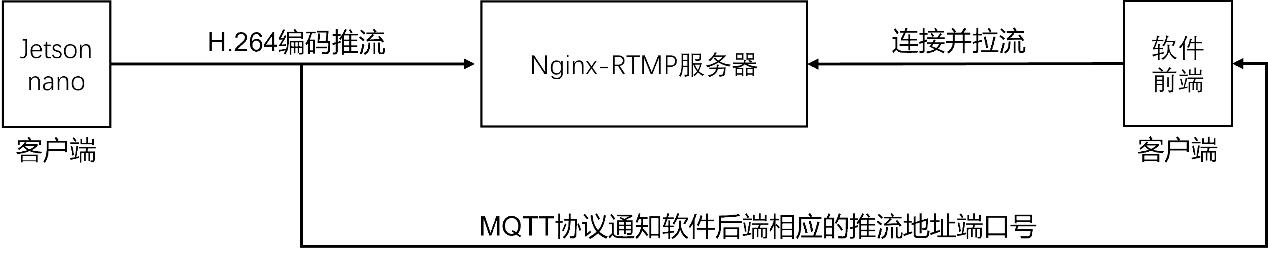 Jetson
nano
客户端
H.264编码推流
Nginx-RTMP服务器
连接并拉流
软件
前端
客户端
MQTT协议通知软件后端相应的推流地址端口号